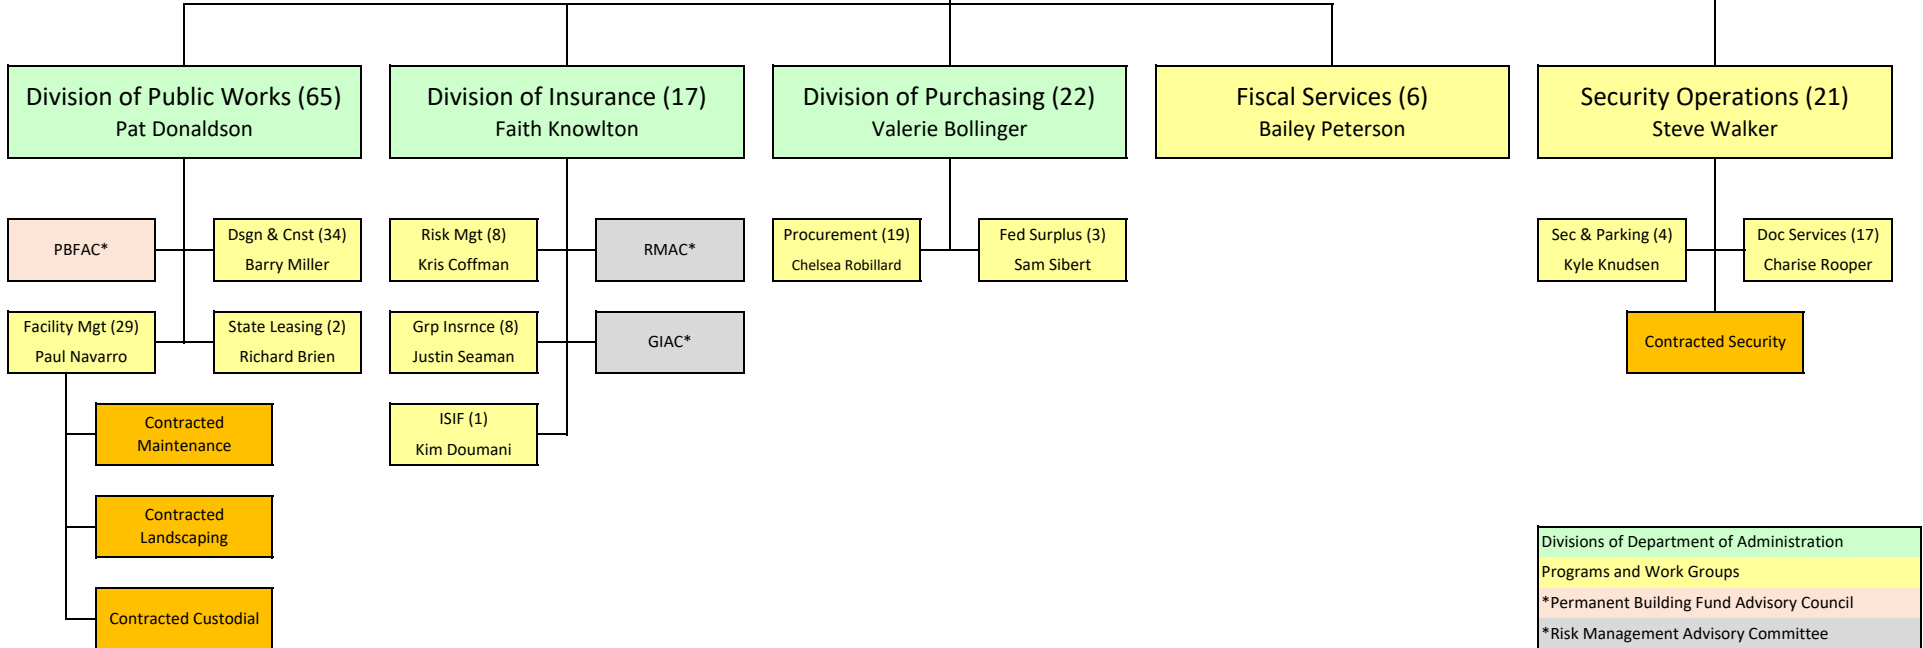 Division of Public Works (65)
Pat Donaldson
Division of Insurance (17)
Faith Knowlton
Division of Purchasing (22)
Valerie Bollinger
Fiscal Services (6)
Bailey Peterson
Security Operations (21)
Steve Walker
PBFAC*
Dsgn & Cnst (34)
Barry Miller
Risk Mgt (8)
Kris Coffman
RMAC*
Procurement (19)
Chelsea Robillard
Fed Surplus (3)
Sam Sibert
Sec & Parking (4)
Kyle Knudsen
Doc Services (17)
Charise Rooper
Facility Mgt (29)
Paul Navarro
State Leasing (2)
Richard Brien
Grp Insrnce (8)
Justin Seaman
GIAC*
Contracted Security
Contracted
Maintenance
ISIF (1)
Kim Doumani
Contracted
Landscaping
Contracted Custodial
Divisions of Department of Administration
Programs and Work Groups
*Permanent Building Fund Advisory Council
*Risk Management Advisory Committee